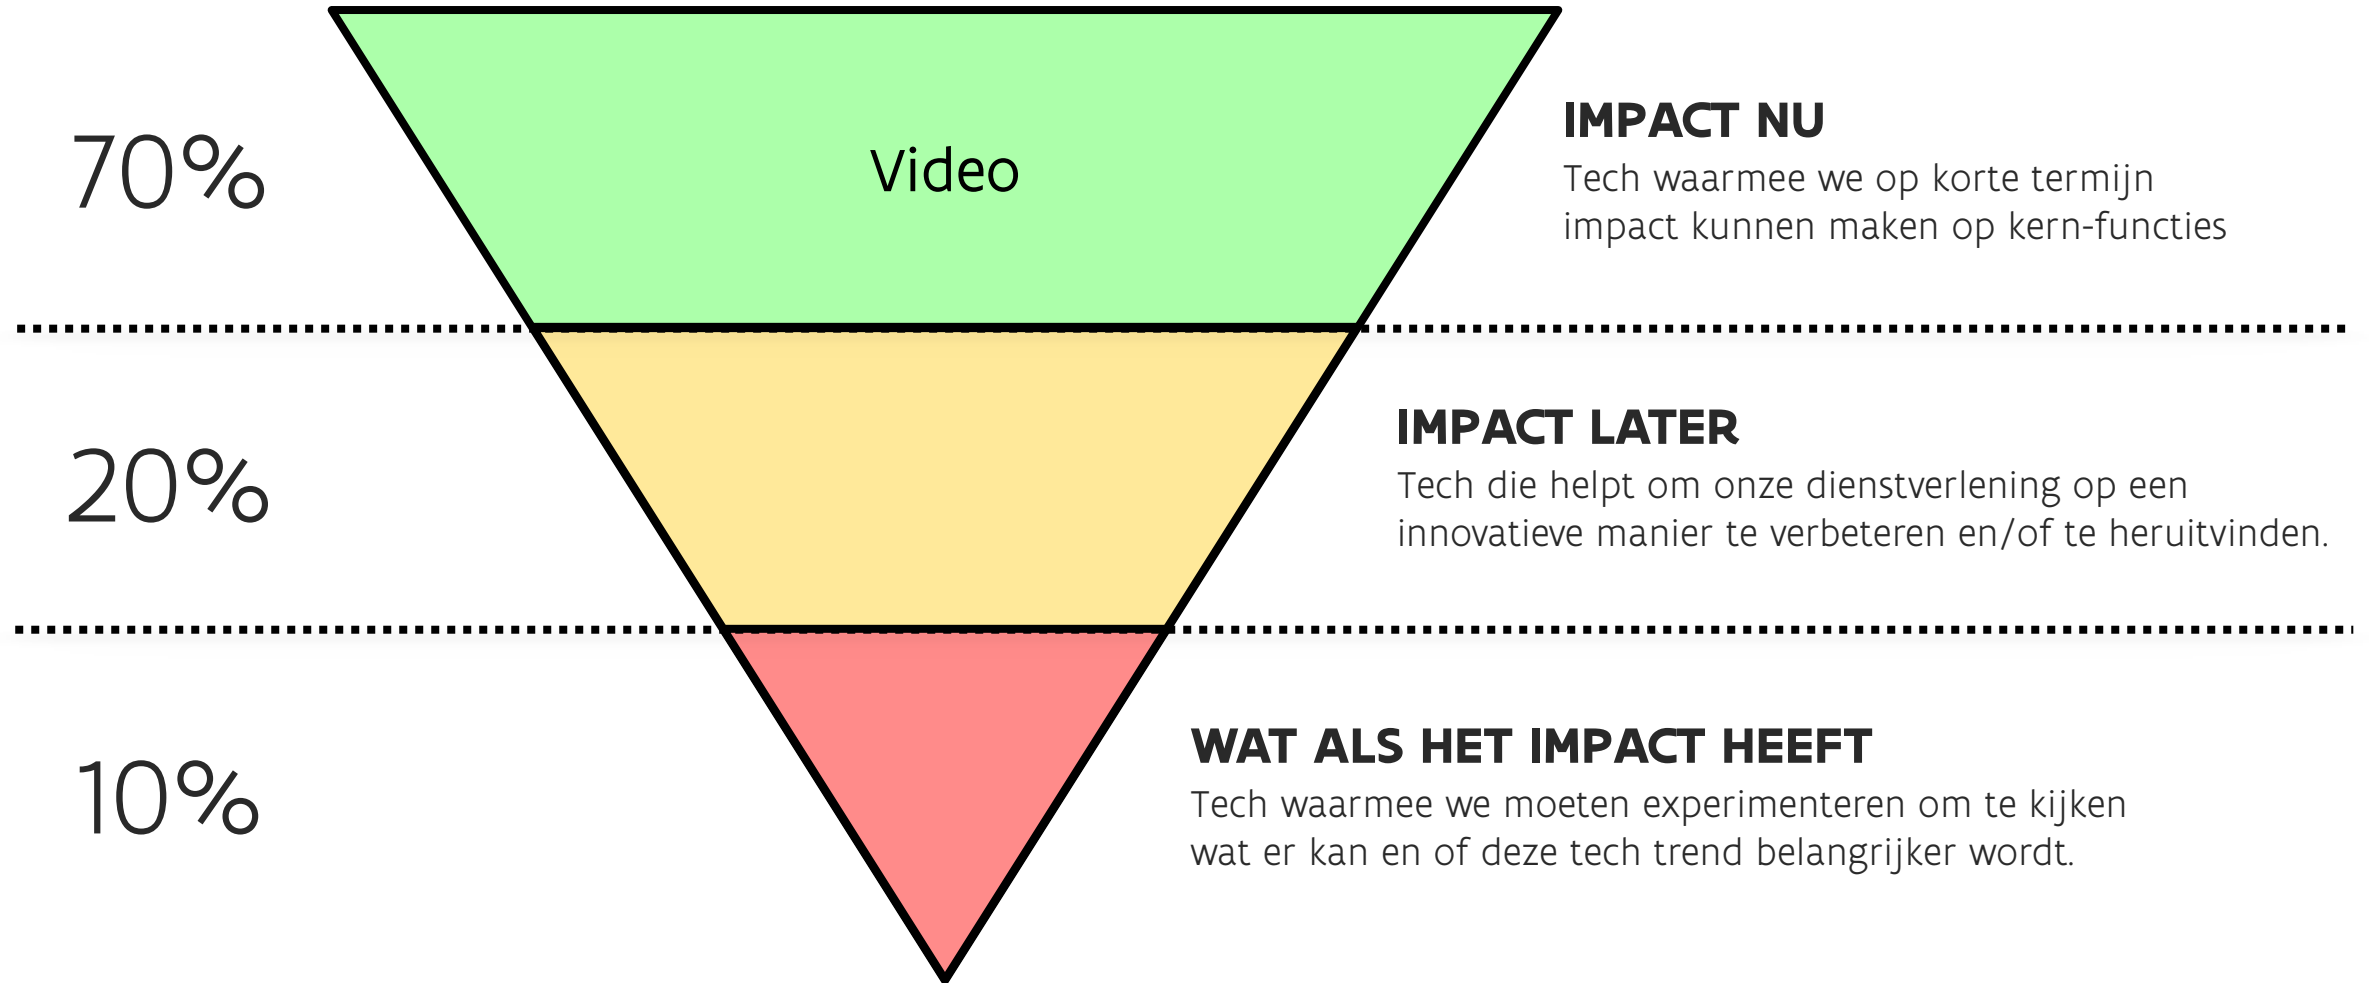 70%
Video
IMPACT NU
Tech waarmee we op korte termijn
impact kunnen maken op kern-functies
20%
IMPACT LATER
Tech die helpt om onze dienstverlening op een
innovatieve manier te verbeteren en/of te heruitvinden.
10%
WAT ALS HET IMPACT HEEFT
Tech waarmee we moeten experimenteren om te kijken
wat er kan en of deze tech trend belangrijker wordt.